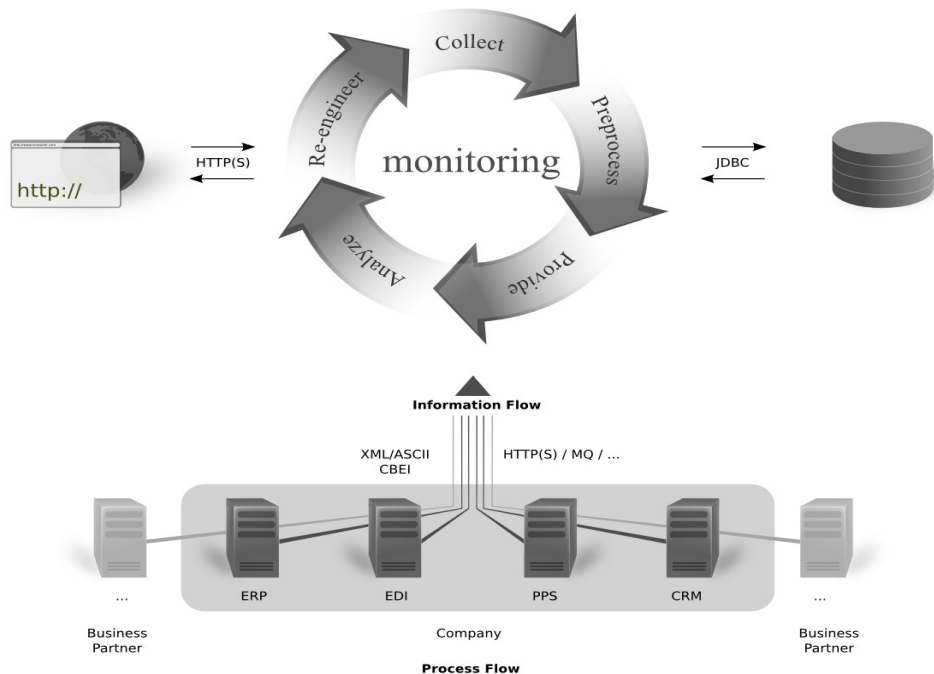 Collect
Re-engineer
Preprocess
monitoring
HTTP(S)
JDBC
http://
Analyze
Provide
Information Flow
XML/ASCII
CBEI
HTTP(S) / MQ / ...
...
ERP
EDI
PPS
CRM
...
Business
Partner
Company
Business
Partner
Process Flow